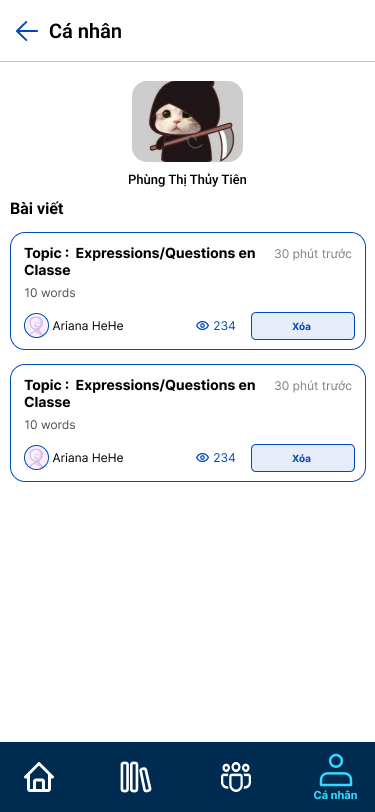 Cá nhân
Phùng Thị Thủy Tiên
Bài viết
Topic : Expressions/Questions en
Classe
30 phút trước
10 words
Ariana HeHe
234
Xóa
Topic : Expressions/Questions en
Classe
30 phút trước
10 words
Ariana HeHe
234
Xóa
Cá nhân